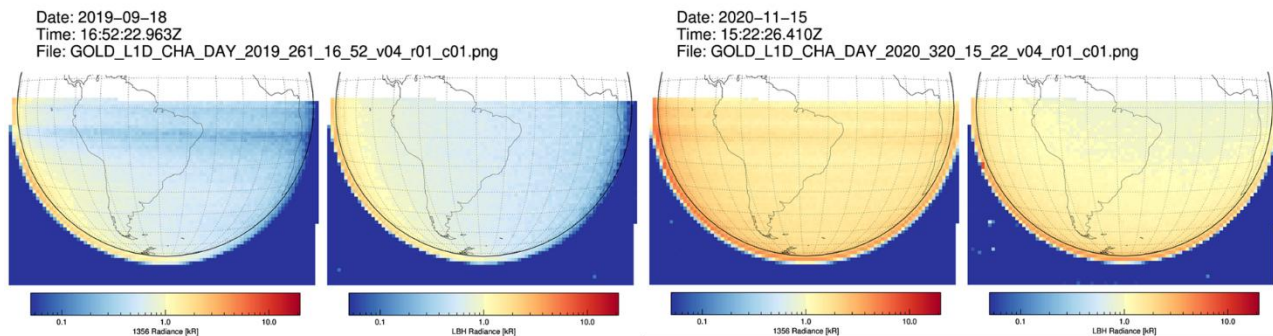 Date: 2019-09-18
Time: 16:52:22.963Z
File: GOLD_L1D_CHA_DAY_2019_261_16_52_v04_r01_c01.png
0.1 1.0 10.0
1356 Radiance [kR]
0.1 1.0 10.0
LBH Radiance [kR]
Date: 2020-11-15
Time: 15:22:26.410Z
File: GOLD_L1D_CHA_DAY_2020_320_15_22_v04_r01_c01.png
0.1 1.0 10.0
1356 Radiance [kR]
0.1 1.0 10.0
LBH Radiance [kR]